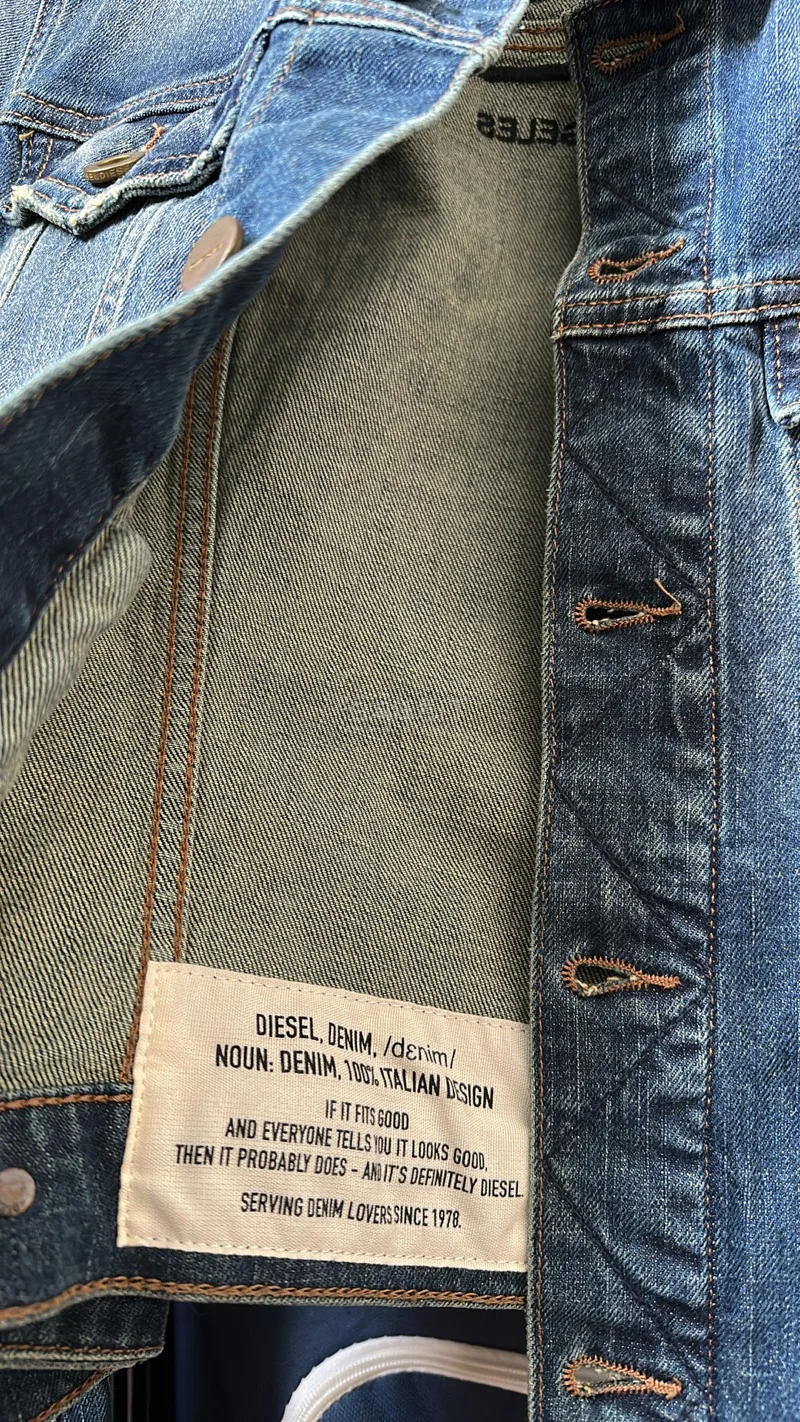 DIESEL, DENIM, /dɛnim/
NOUN: DENIM, 100% ITALIAN DESIGN
IF IT FITS GOOD
AND EVERYONE TELLS YOU IT LOOKS GOOD,
THEN IT PROBABLY DOES – AND IT'S DEFINITELY DIESEL.
SERVING DENIM LOVERS SINCE 1978.